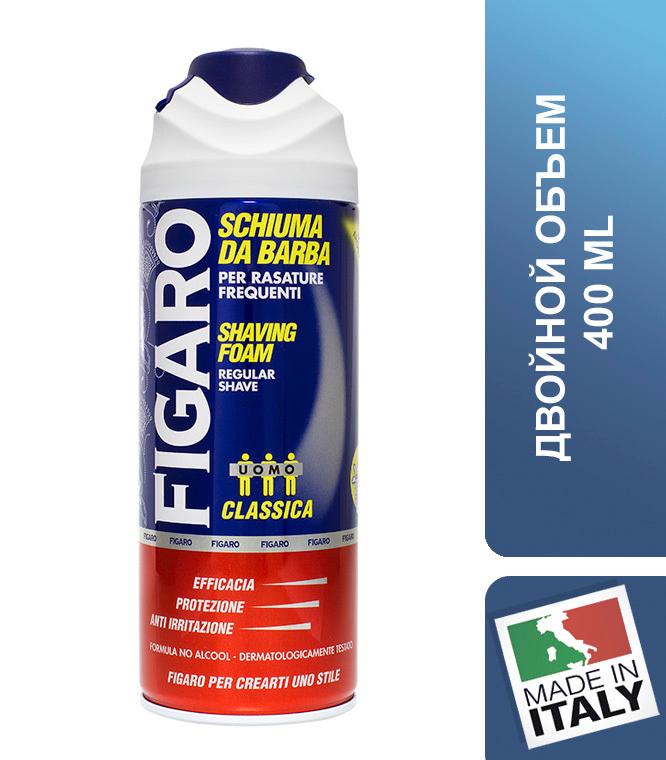 FIGARO
SCHIUMA
DA BARBA
PER RASATURE
FREQUENTI
SHAVING
FOAM
REGULAR
SHAVE
UOMO
CLASSICA
FIGARO FIGARO FIGARO FIGARO FIGARO FIGARO
EFFICACIA
PROTEZIONE
ANTI IRRITAZIONE
FORMULA NO ALCOOL - DERMATOLOGICAMENTE TESTATO
FIGARO PER CREARTI UNO STILE
ДВОЙНОЙ ОБЪЕМ
400 ML
MADE IN
ITALY